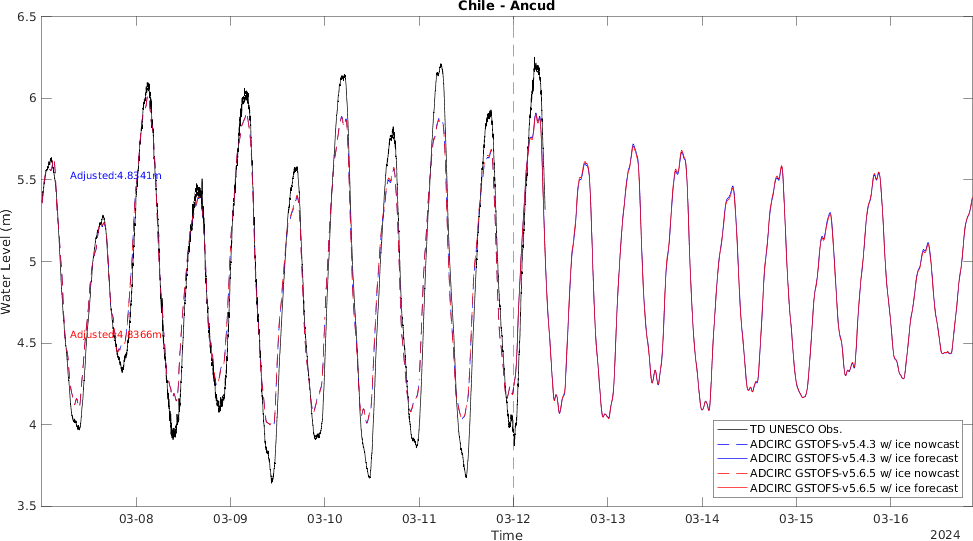 Chile - Ancud
6.5
6
5.5
5
4.5
4
3.5
Water Level (m)
Adjusted:4.8341m
Adjusted:4.8366m
TD UNESCO Obs.
ADCIRC GSTOFS-v5.4.3 w/ ice nowcast
ADCIRC GSTOFS-v5.4.3 w/ ice forecast
ADCIRC GSTOFS-v5.6.5 w/ ice nowcast
ADCIRC GSTOFS-v5.6.5 w/ ice forecast
03-08 03-09 03-10 03-11 03-12 03-13 03-14 03-15 03-16
Time
2024